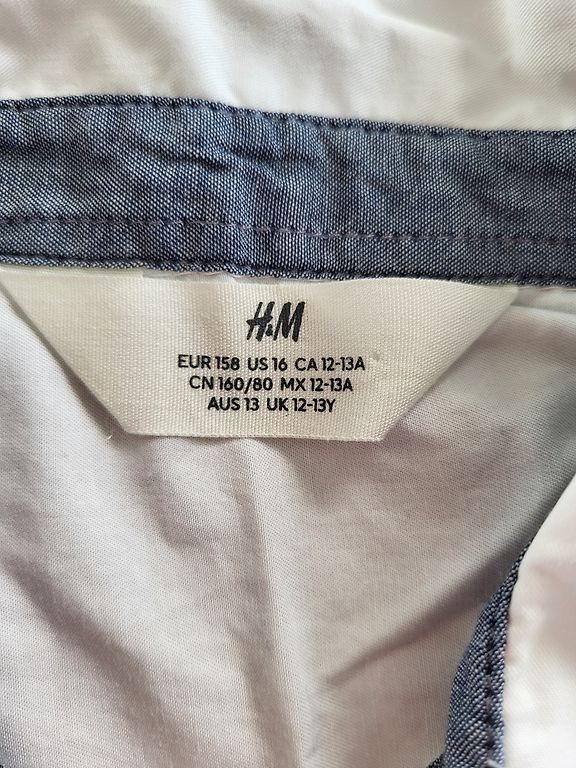 H&M
EUR 158 US 16 CA 12-13A
CN 160/80 MX 12-13A
AUS 13 UK 12-13Y